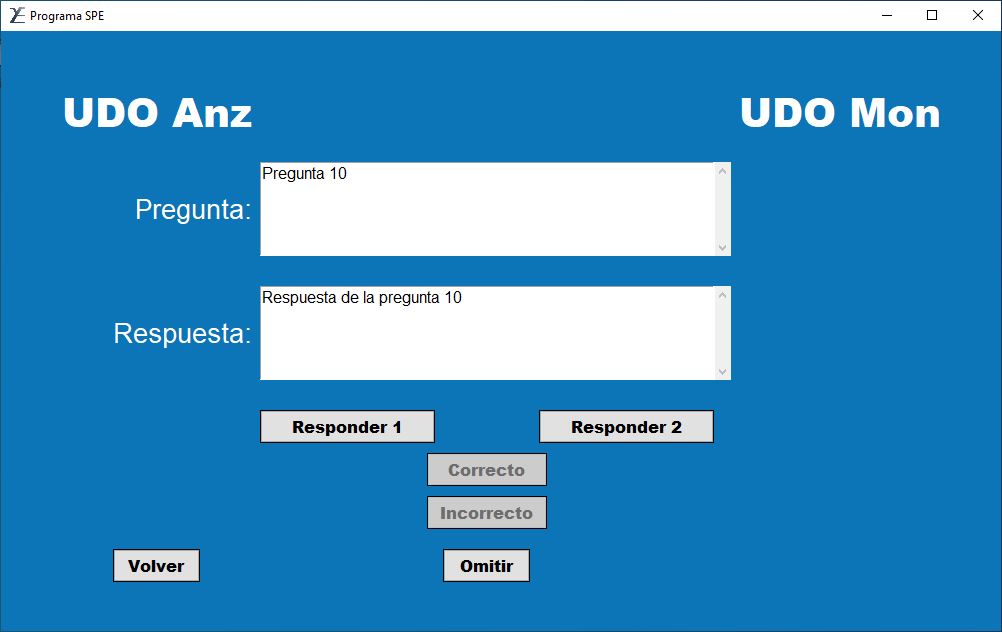 Programa SPE
UDO Anz
UDO Mon
Pregunta:
Pregunta 10
Respuesta:
Respuesta de la pregunta 10
Responder 1
Responder 2
Correcto
Incorrecto
Volver
Omitir